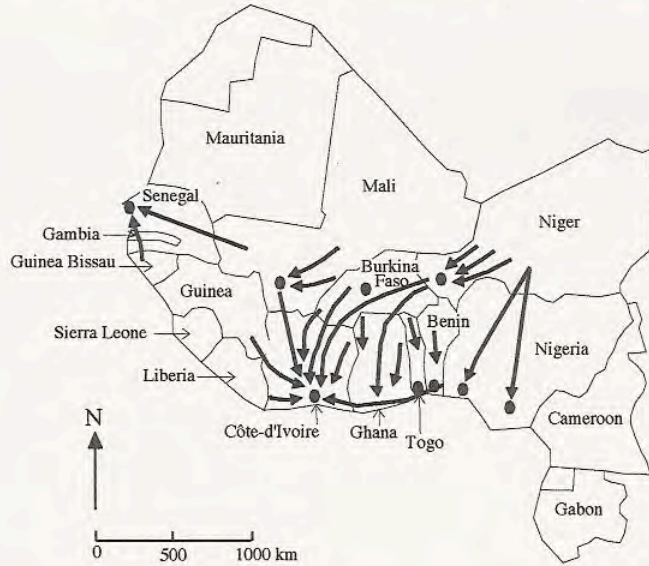 Mauritania
Mali
Niger
Senegal
Gambia
Guinea Bissau
Guinea
Burkina
Faso
Benin
Nigeria
Sierra Leone
Liberia
Côte-d'Ivoire
Ghana
Togo
Cameroon
Gabon
N
0 500 1000 km